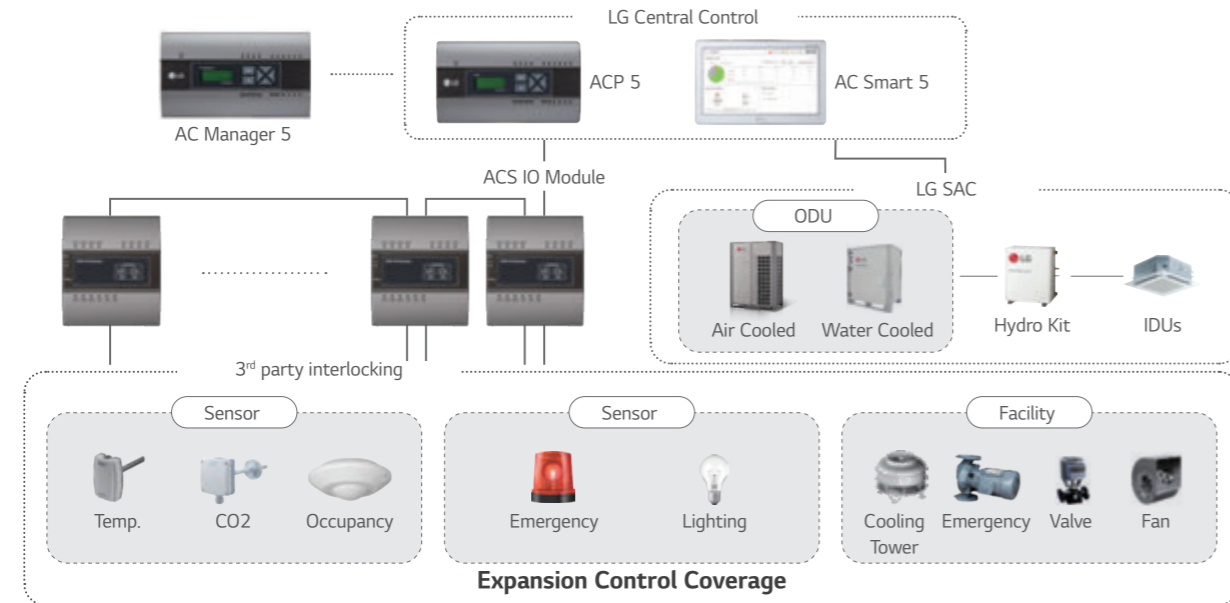 LG Central Control
ACP 5
AC Smart 5
AC Manager 5
ACS IO Module
LG SAC
ODU
Air Cooled
Water Cooled
Hydro Kit
IDUs
3rd party interlocking
Sensor
Temp.
CO2
Occupancy
Sensor
Emergency
Lighting
Facility
Cooling
Tower
Emergency
Valve
Fan
Expansion Control Coverage